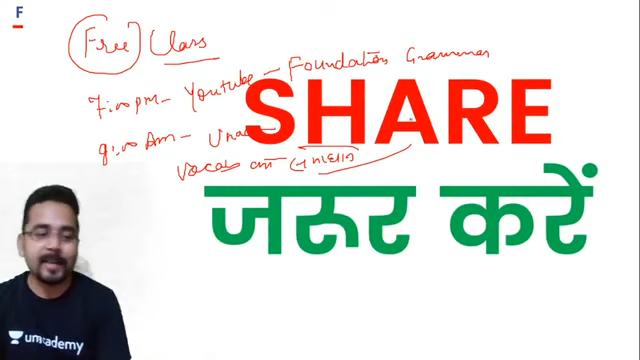 F
Free Class
7:00 PM - Youtube - Foundation Grammar
9:00 AM -
SHARE
Vocab का
जरूर करें
unacademy